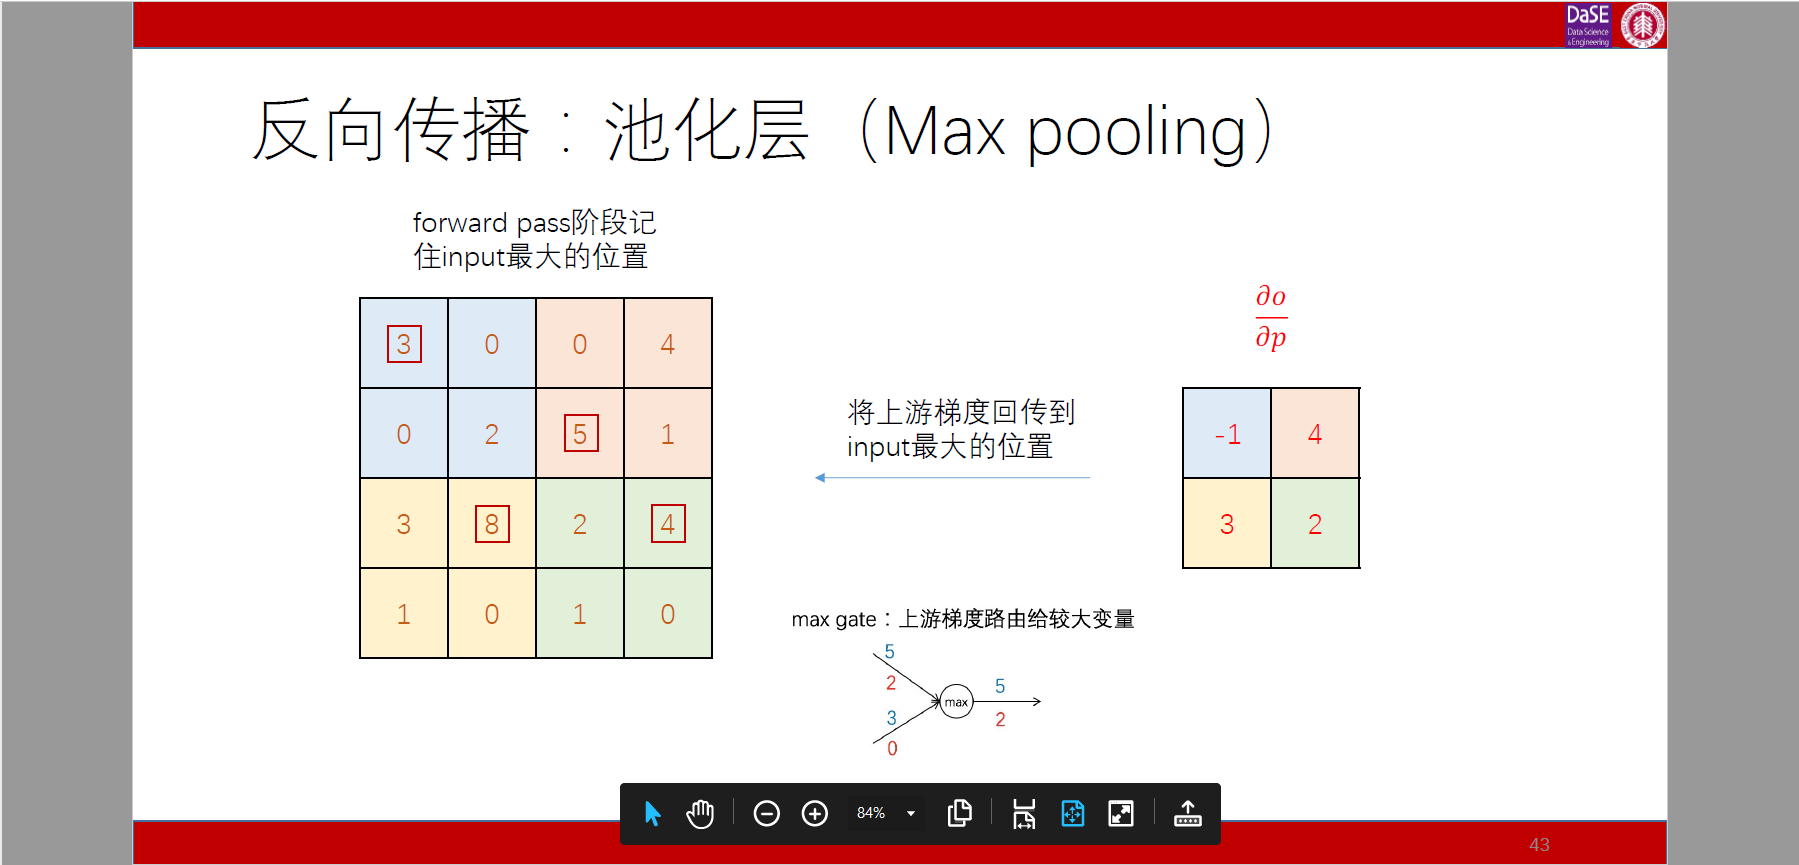 DaSE
Data Science
& Engineering
反向传播：池化层（Max pooling）
forward pass阶段记
住input最大的位置
3 0 0 4
0 2 5 1
3 8 2 4
1 0 1 0
将上游梯度回传到
input最大的位置
∂o
∂p
-1 4
3 2
max gate：上游梯度路由给较大变量
5
2
3
0
max
5
2
84%
43